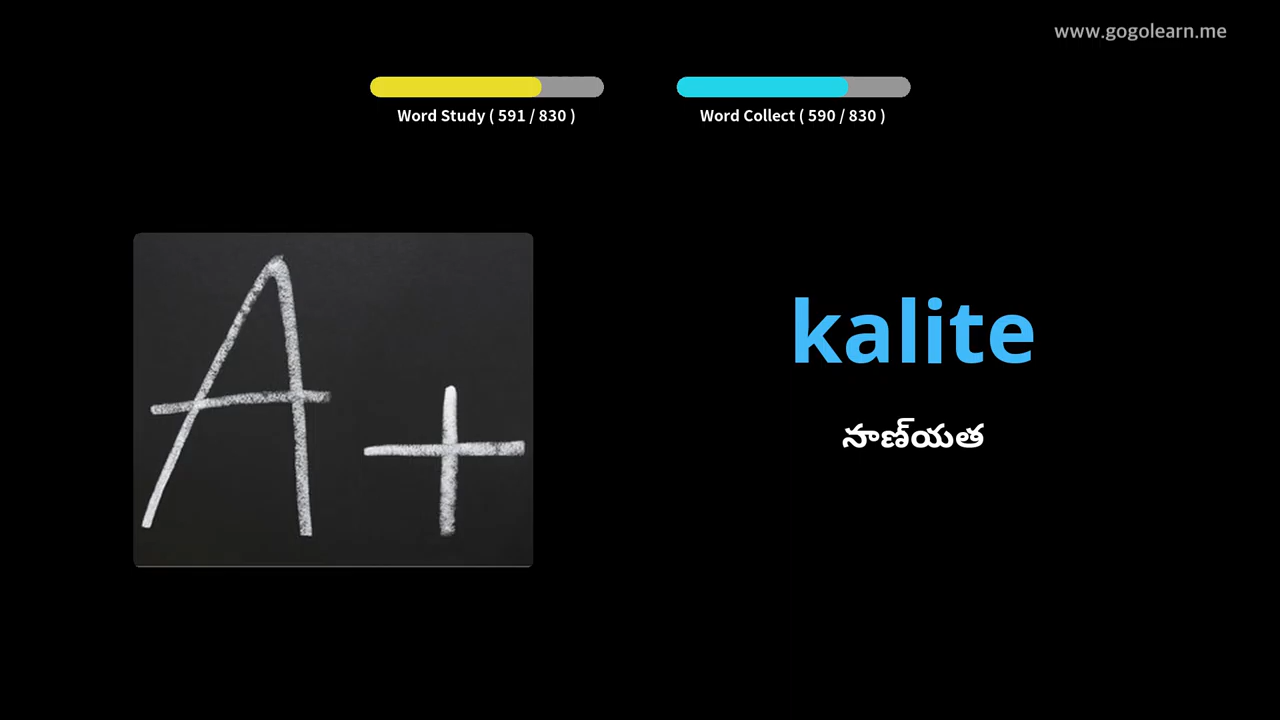 www.gogolearn.me
Word Study ( 591 / 830 )
Word Collect ( 590 / 830 )
A+
kalite
నాణ్‌యత